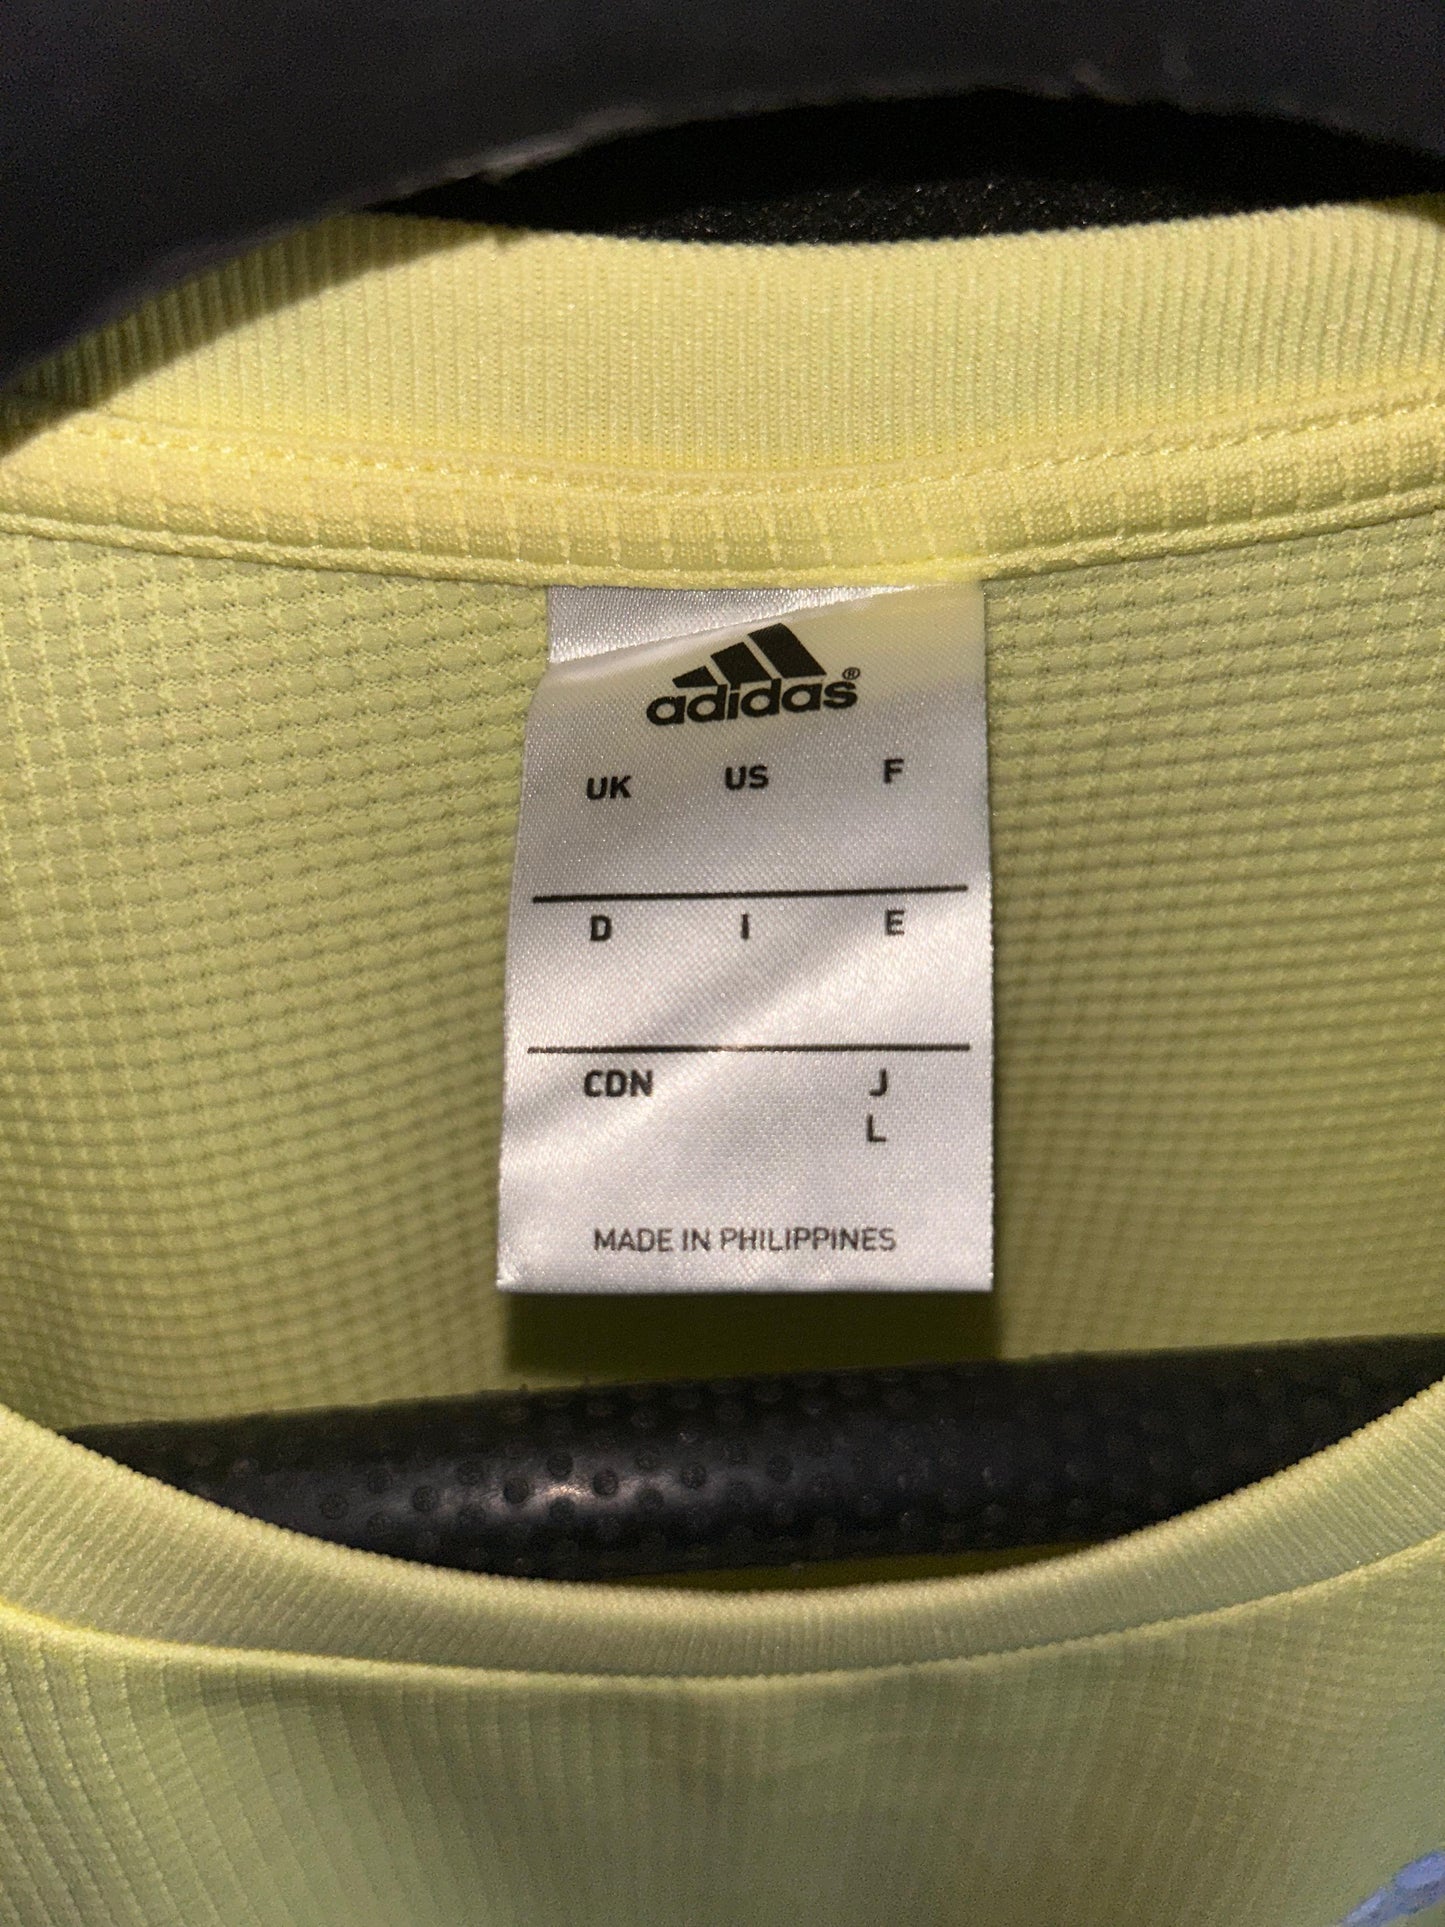 adidas®
UK US F
D I E
CDN J
L
MADE IN PHILIPPINES